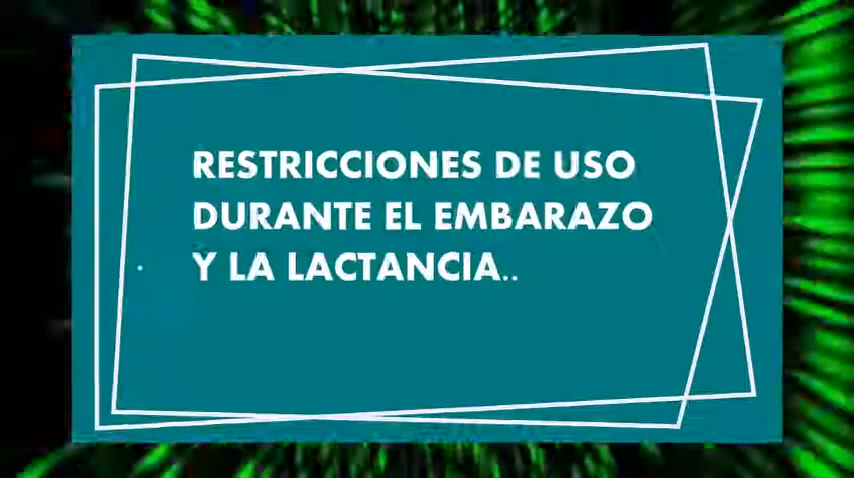 RESTRICCIONES DE USO
DURANTE EL EMBARAZO
Y LA LACTANCIA..